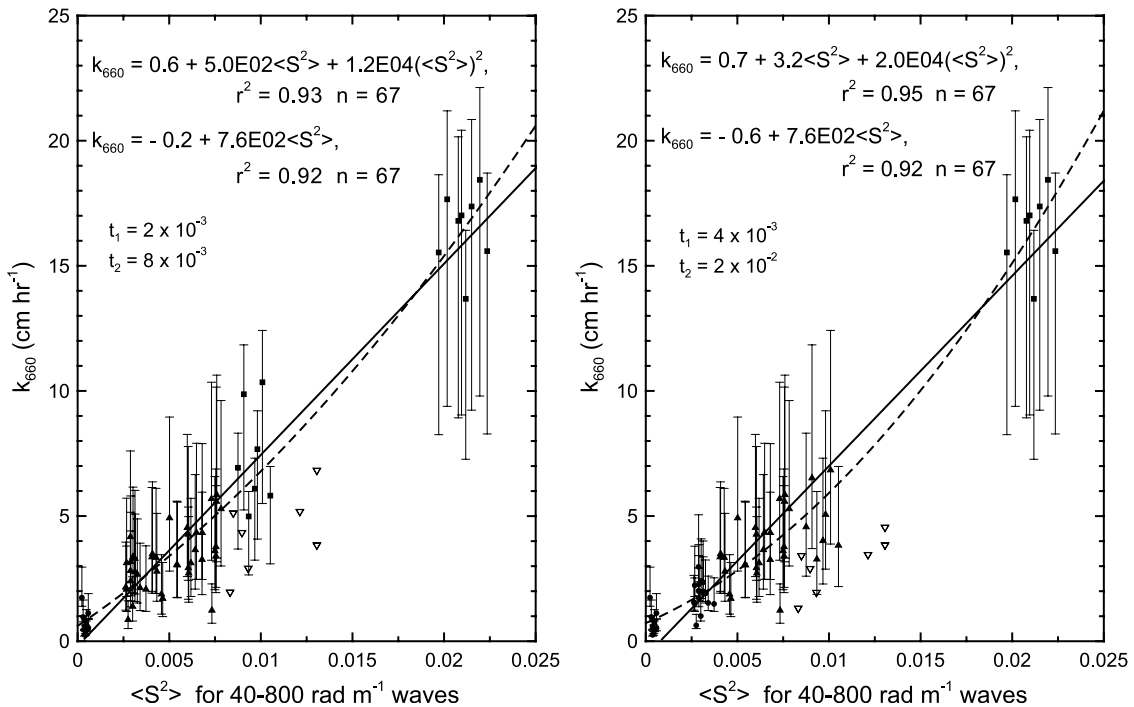 25
20
15
10
5
0
k660 (cm hr-1)
k660 = 0.6 + 5.0E02<S2> + 1.2E04(<S2>)2,
r2 = 0.93 n = 67
k660 = - 0.2 + 7.6E02<S2>,
r2 = 0.92 n = 67
t1 = 2 x 10-3
t2 = 8 x 10-3
0 0.005 0.01 0.015 0.02 0.025
<S2> for 40-800 rad m-1 waves
25
20
15
10
5
0
k660 (cm hr-1)
k660 = 0.7 + 3.2<S2> + 2.0E04(<S2>)2,
r2 = 0.95 n = 67
k660 = - 0.6 + 7.6E02<S2>,
r2 = 0.92 n = 67
t1 = 4 x 10-3
t2 = 2 x 10-2
0 0.005 0.01 0.015 0.02 0.025
<S2> for 40-800 rad m-1 waves